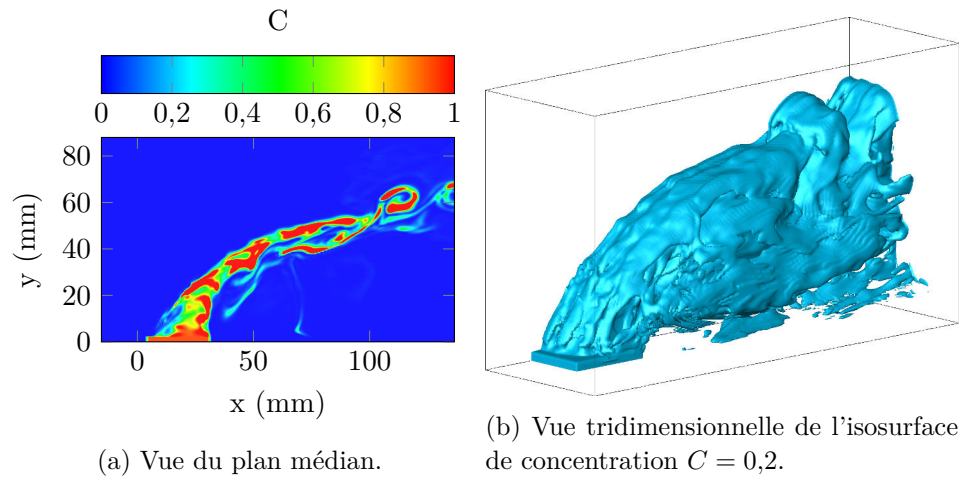 C
0 0,2 0,4 0,6 0,8 1
80
60
40
20
0
y (mm)
0 50 100
x (mm)
(a) Vue du plan médian.
(b) Vue tridimensionnelle de l'isosurface
de concentration C = 0,2.